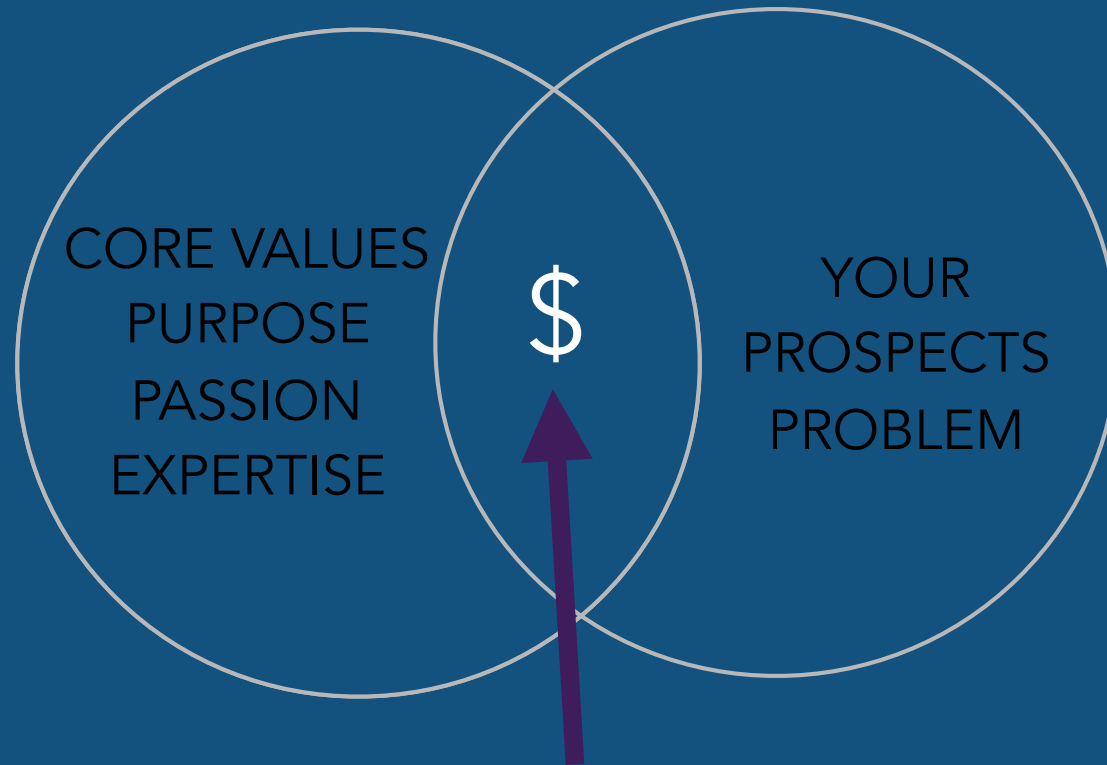 CORE VALUES
PURPOSE
PASSION
EXPERTISE
$
YOUR
PROSPECTS
PROBLEM